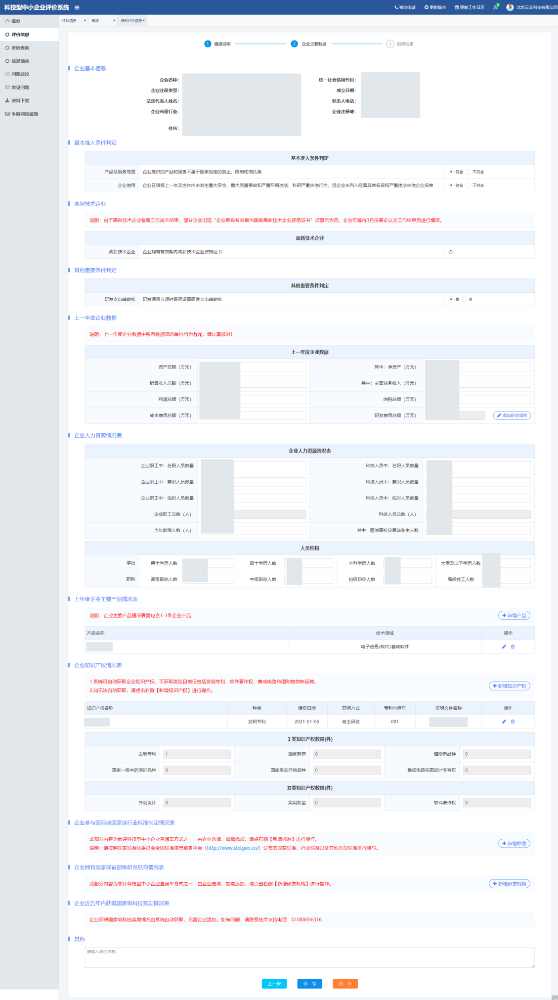 科技型中小企业评价系统
咨询电话 更新版本 更新工作日历 2 北京云艾科技有限公司
概览
评价信息
进度查询
信息抽查
问题建议
常见问题
资料下载
季度调查监测
评价信息 × 概览 × 修改评价信息 ×
1 填报说明 2 企业主要数据 3 自评结果
企业基本信息
企业名称： 统一社会信用代码：
企业注册类型： 成立日期：
法定代表人姓名： 联系人电话：
企业所属行业： 企业注册地：
住所：
基本准入条件判定
基本准入条件判定
产品及服务范围 企业提供的产品和服务不属于国家规定的禁止、限制和淘汰类 符合 不符合
企业信用 企业在填报上一年及当年内未发生重大安全、重大质量事故和严重环境违法、科研严重失信行为，且企业未列入经营异常名录和严重违法失信企业名单 符合 不符合
高新技术企业
说明：由于高新技术企业备案工作尚未结束，部分企业出现“企业拥有有效期内国家高新技术企业资格证书”项显示为否，企业可等待3月份高企认定工作结束后进行填报。
高新技术企业
高新技术企业 企业拥有有效期内高新技术企业资格证书 否
其他重要条件判定
其他重要条件判定
研发支出辅助帐 研发项目立项时是否设置研发支出辅助帐 是 否
上一年度企业数据
说明：上一年度企业数据中所有数据项的单位均为万元，请认真核对！
上一年度企业数据
资产总额（万元） 其中：净资产（万元）
销售收入总额（万元） 其中：主营业务收入（万元）
利润总额（万元） 纳税总额（万元）
成本费用总额（万元） 研发费用总额（万元） 添加研发项目
企业人力资源情况表
企业人力资源情况表
企业职工中：在职人员数量 科技人员中：在职人员数量
企业职工中：兼职人员数量 科技人员中：兼职人员数量
企业职工中：临时人员数量 科技人员中：临时人员数量
企业职工总数（人） 科技人员总数（人）
当年新增人数（人） 其中：吸纳高校应届毕业生人数
人员结构
学历 博士学历人数 硕士学历人数 本科学历人数 大专及以下学历人数
职称 高级职称人数 中级职称人数 初级职称人数 高级技工人数
上年度企业主要产品情况表
说明：企业主要产品情况表需包含1-3条企业产品 + 新增产品
产品名称 技术领域 操作
电子信息/软件/基础软件
企业知识产权情况表
1.系统可自动获取企业知识产权，可获取类型目前仅包括发明专利、软件著作权、集成电路布图和植物新品种。
2.如无法自动获取，请点击右侧【新增知识产权】进行操作。
+ 新增知识产权
知识产权名称 种类 授权日期 获得方式 专利申请号 证明文件名称 操作
发明专利 2021-01-05 自主研发 001
I 类知识产权数量(件)
发明专利 1 国家新药 0 植物新品种 0
国家一级中药保护品种 0 国家级农作物品种 0 集成电路布图设计专有权 0
II类知识产权数量(件)
外观设计 0 实用新型 0 软件著作权 0
企业参与国际或国家或行业标准制定情况表
此部分内容为参评科技型中小企业直通车方式之一，由企业选填，如需添加，请点右侧【新增标准】进行操作。
说明：请按照国家标准化委员会全国标准信息服务平台（http://www.std.gov.cn/）公布的国家标准、行业标准以及其他类型标准进行填写。
+ 新增标准
企业拥有国家或省部级研发机构情况表
此部分内容为参评科技型中小企业直通车方式之一，由企业选填，如需添加，请点击右侧【新增研发机构】进行操作。 + 新增研发机构
企业近五年内获得国家级科技奖励情况表
企业获得国家级科技奖励情况由系统自动获取，无需企业添加。如有问题，请联系技术支持电话：01088656316
其他
请输入其他信息
上一步 保 存 自 评